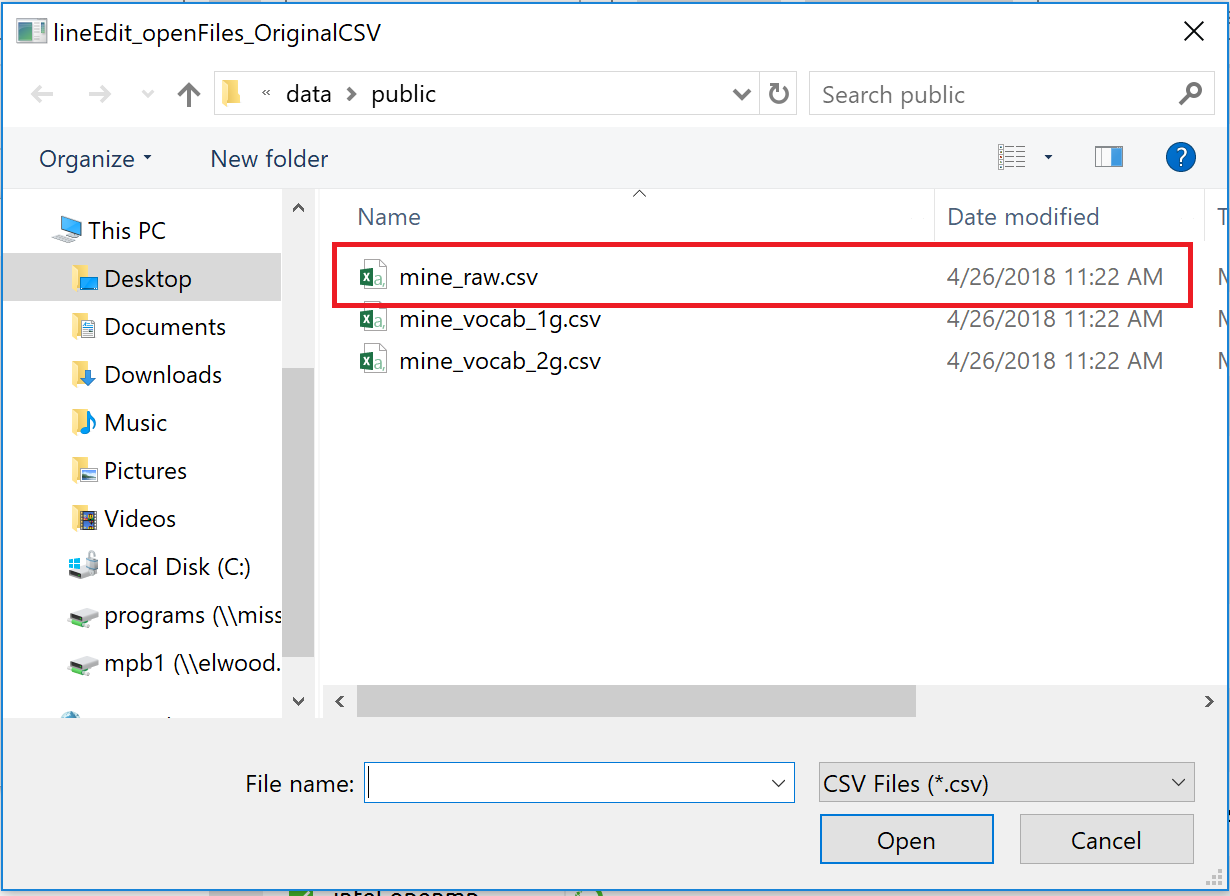 lineEdit_openFiles_OriginalCSV
« data > public
Search public
Organize
New folder
?
Name
Date modified
This PC
Desktop
Documents
Downloads
Music
Pictures
Videos
Local Disk (C:)
programs (\\miss
mpb1 (\\elwood.
mine_raw.csv 4/26/2018 11:22 AM
mine_vocab_1g.csv 4/26/2018 11:22 AM
mine_vocab_2g.csv 4/26/2018 11:22 AM
File name:
CSV Files (*.csv)
Open
Cancel